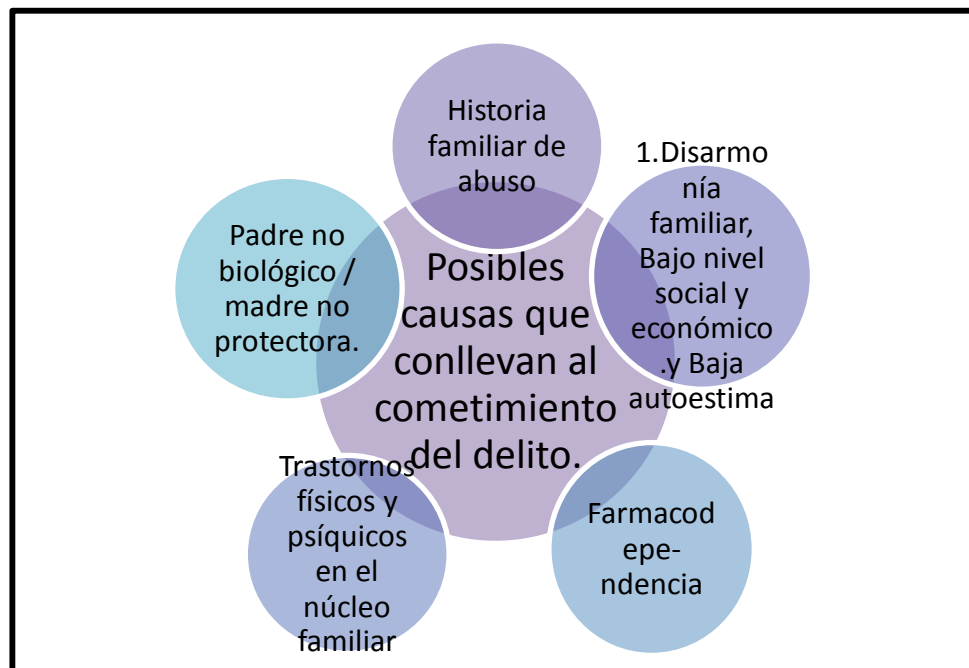 Historia
familiar de
abuso
1.Disarmo
nía
familiar,
Bajo nivel
social y
económico
.y Baja
autoestima
Farmacod
epe-
ndencia
Trastornos
físicos y
psíquicos
en el
núcleo
familiar
Padre no
biológico /
madre no
protectora.
Posibles
causas que
conllevan al
cometimiento
del delito.